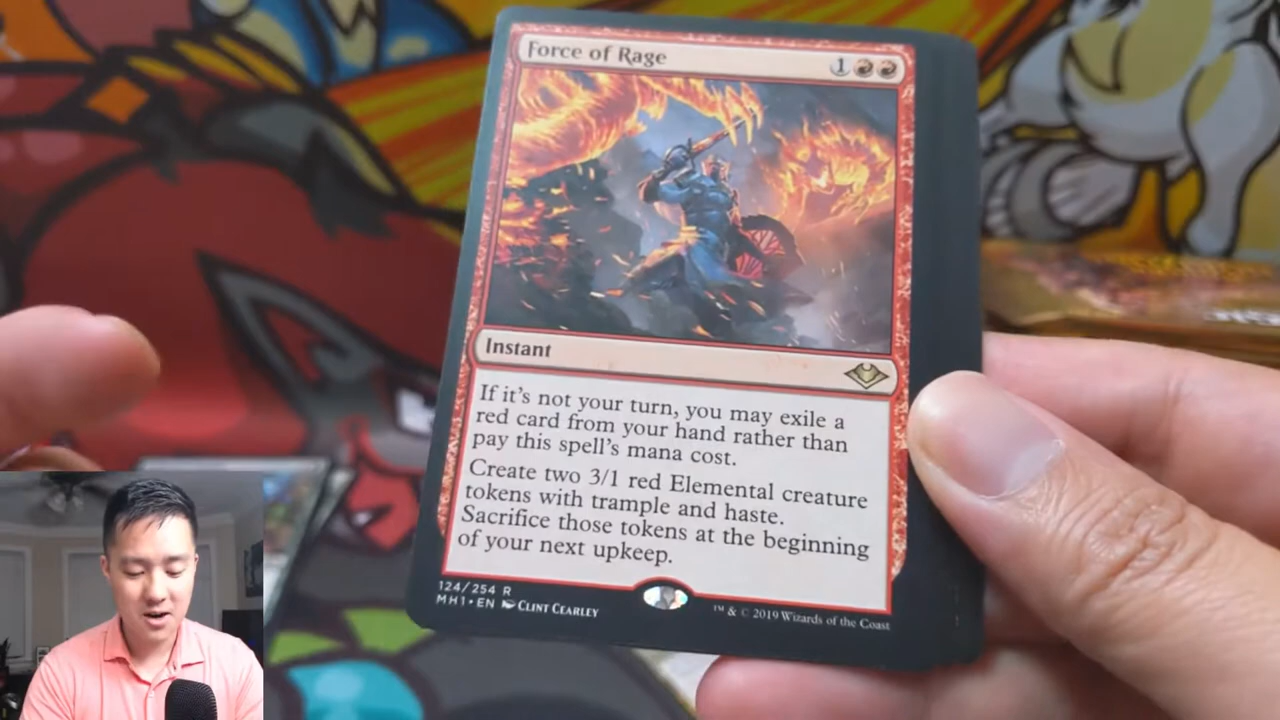 Force of Rage 1
Instant
If it's not your turn, you may exile a
red card from your hand rather than
pay this spell's mana cost.
Create two 3/1 red Elemental creature
tokens with trample and haste.
Sacrifice those tokens at the beginning
of your next upkeep.
124/254 R
MH1•EN Clint Cearley
™ & © 2019 Wizards of the Coast